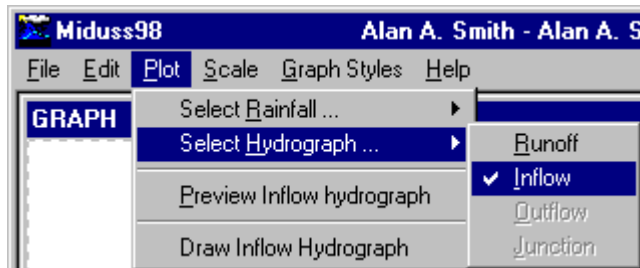 Miduss98 Alan A. Smith - Alan A. S
File Edit Plot Scale Graph Styles Help
GRAPH
Select Rainfall ...
Select Hydrograph ...
Preview Inflow hydrograph
Draw Inflow Hydrograph
Runoff
Inflow
Outflow
Junction